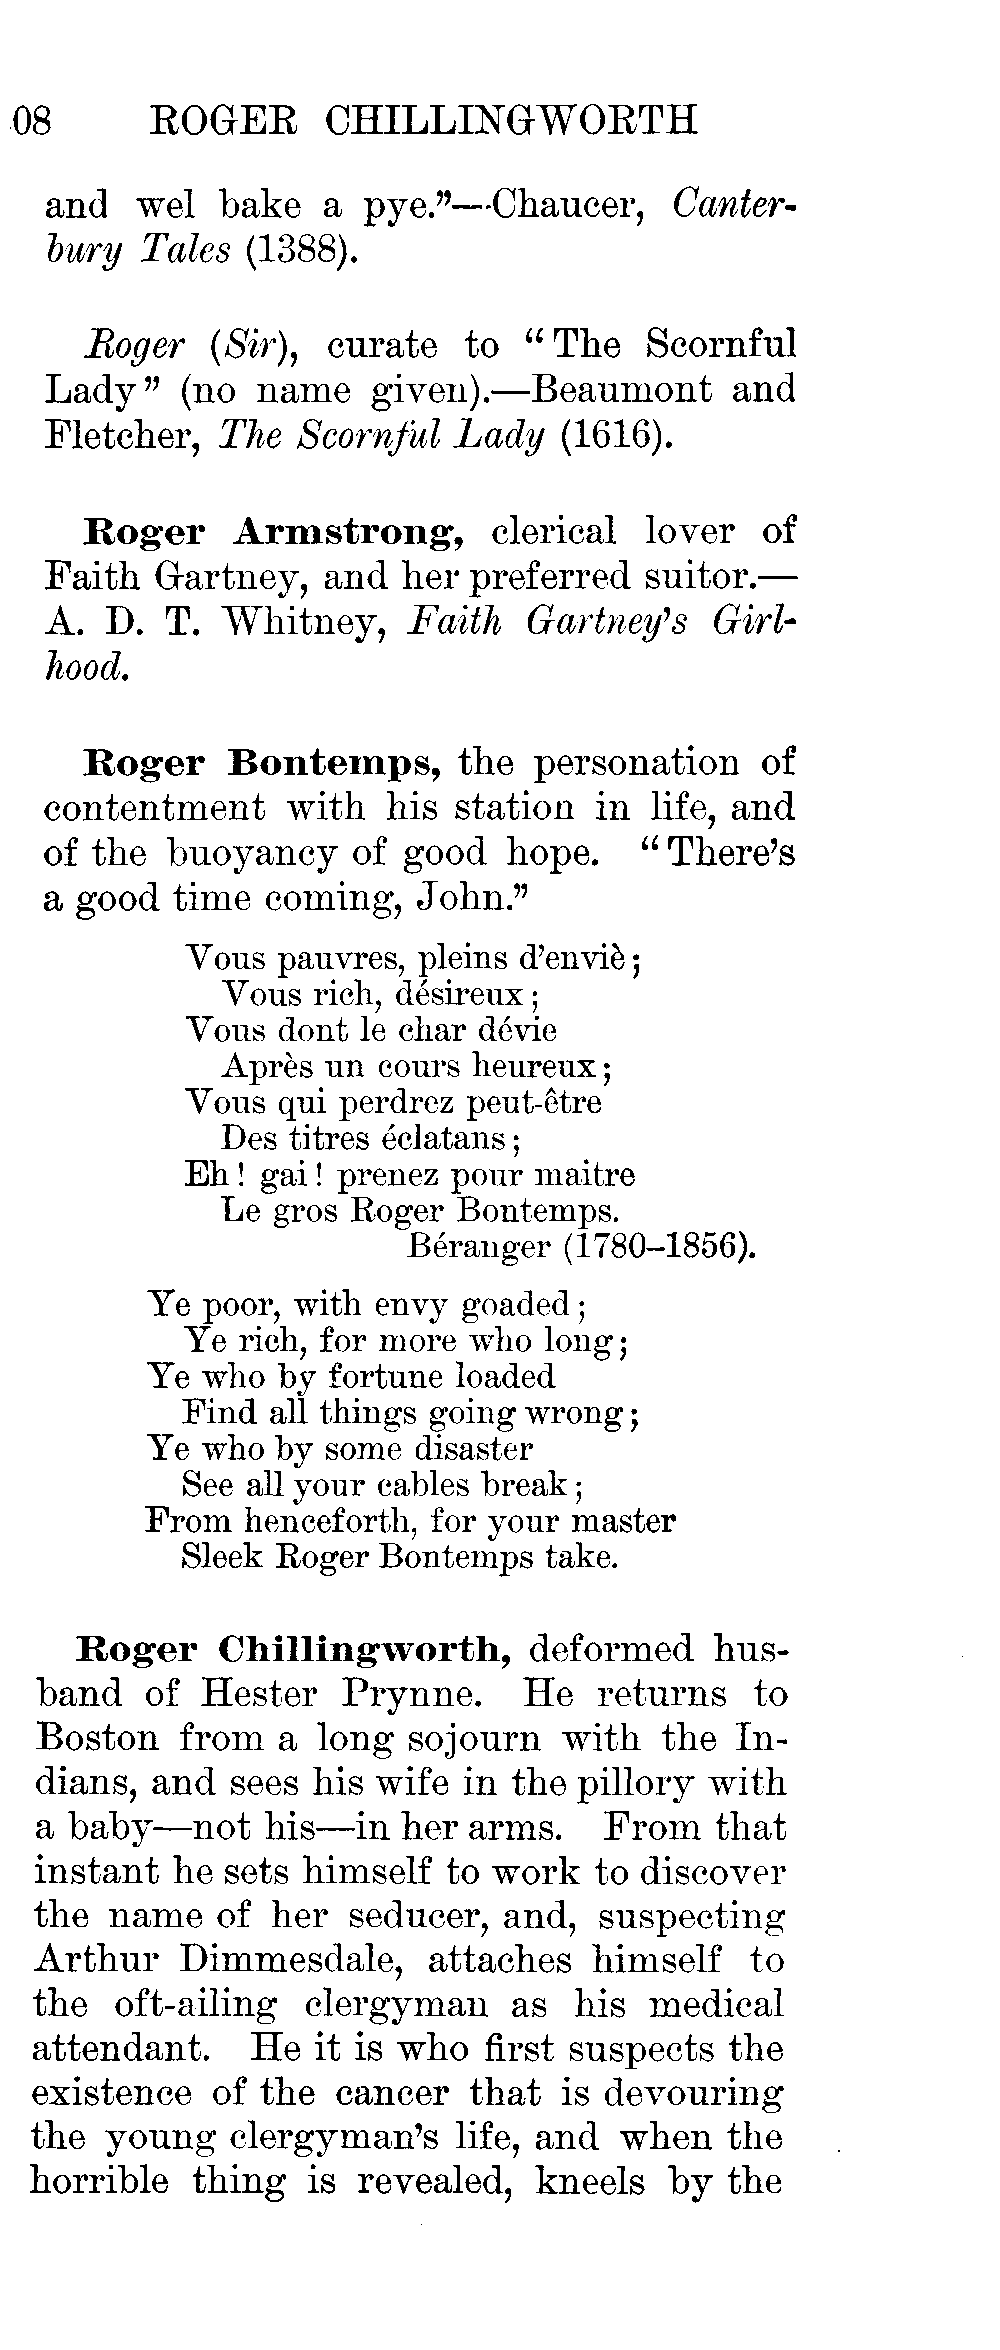 08 ROGER CHILLINGWORTH
and wel bake a pye.”—Chaucer, Canter-
bury Tales (1388).
Roger (Sir), curate to “The Scornful
Lady” (no name given).—Beaumont and
Fletcher, The Scornful Lady (1616).
Roger Armstrong, clerical lover of
Faith Gartney, and her preferred suitor.—
A. D. T. Whitney, Faith Gartney's Girl-
hood.
Roger Bontemps, the personation of
contentment with his station in life, and
of the buoyancy of good hope. “There's
a good time coming, John.”
Vous pauvres, pleins d'enviè;
Vous rich, désireux;
Vous dont le char dévie
Après un cours heureux;
Vous qui perdrez peut-être
Des titres éclatans;
Eh! gai! prenez pour maitre
Le gros Roger Bontemps.
Béranger (1780–1856).
Ye poor, with envy goaded;
Ye rich, for more who long;
Ye who by fortune loaded
Find all things going wrong;
Ye who by some disaster
See all your cables break;
From henceforth, for your master
Sleek Roger Bontemps take.
Roger Chillingworth, deformed hus-
band of Hester Prynne. He returns to
Boston from a long sojourn with the In-
dians, and sees his wife in the pillory with
a baby—not his—in her arms. From that
instant he sets himself to work to discover
the name of her seducer, and, suspecting
Arthur Dimmesdale, attaches himself to
the oft-ailing clergyman as his medical
attendant. He it is who first suspects the
existence of the cancer that is devouring
the young clergyman's life, and when the
horrible thing is revealed, kneels by the